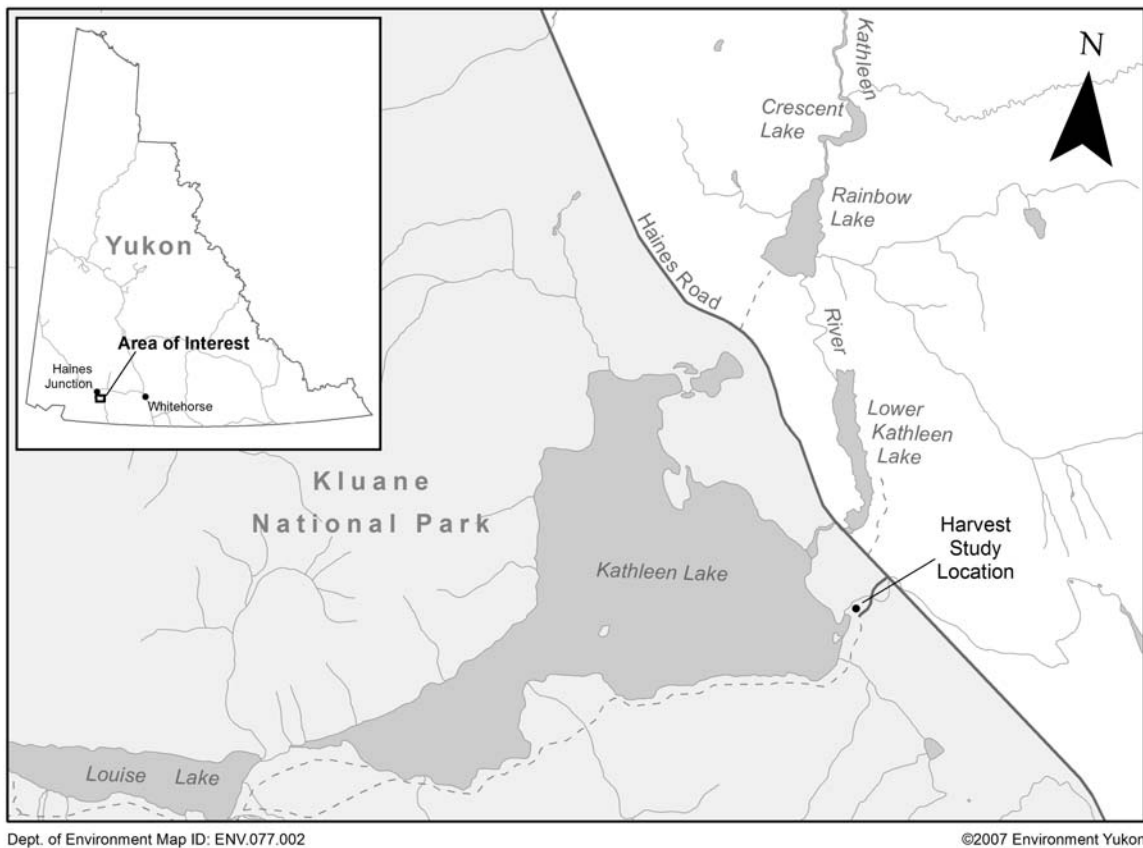 Yukon
Area of Interest
Haines
Junction
Whitehorse
Kathleen
Crescent
Lake
N
Rainbow
Lake
Haines Road
River
Lower
Kathleen
Lake
Kluane
National Park
Harvest
Study
Location
Kathleen Lake
Louise Lake
Dept. of Environment Map ID: ENV.077.002
©2007 Environment Yukon